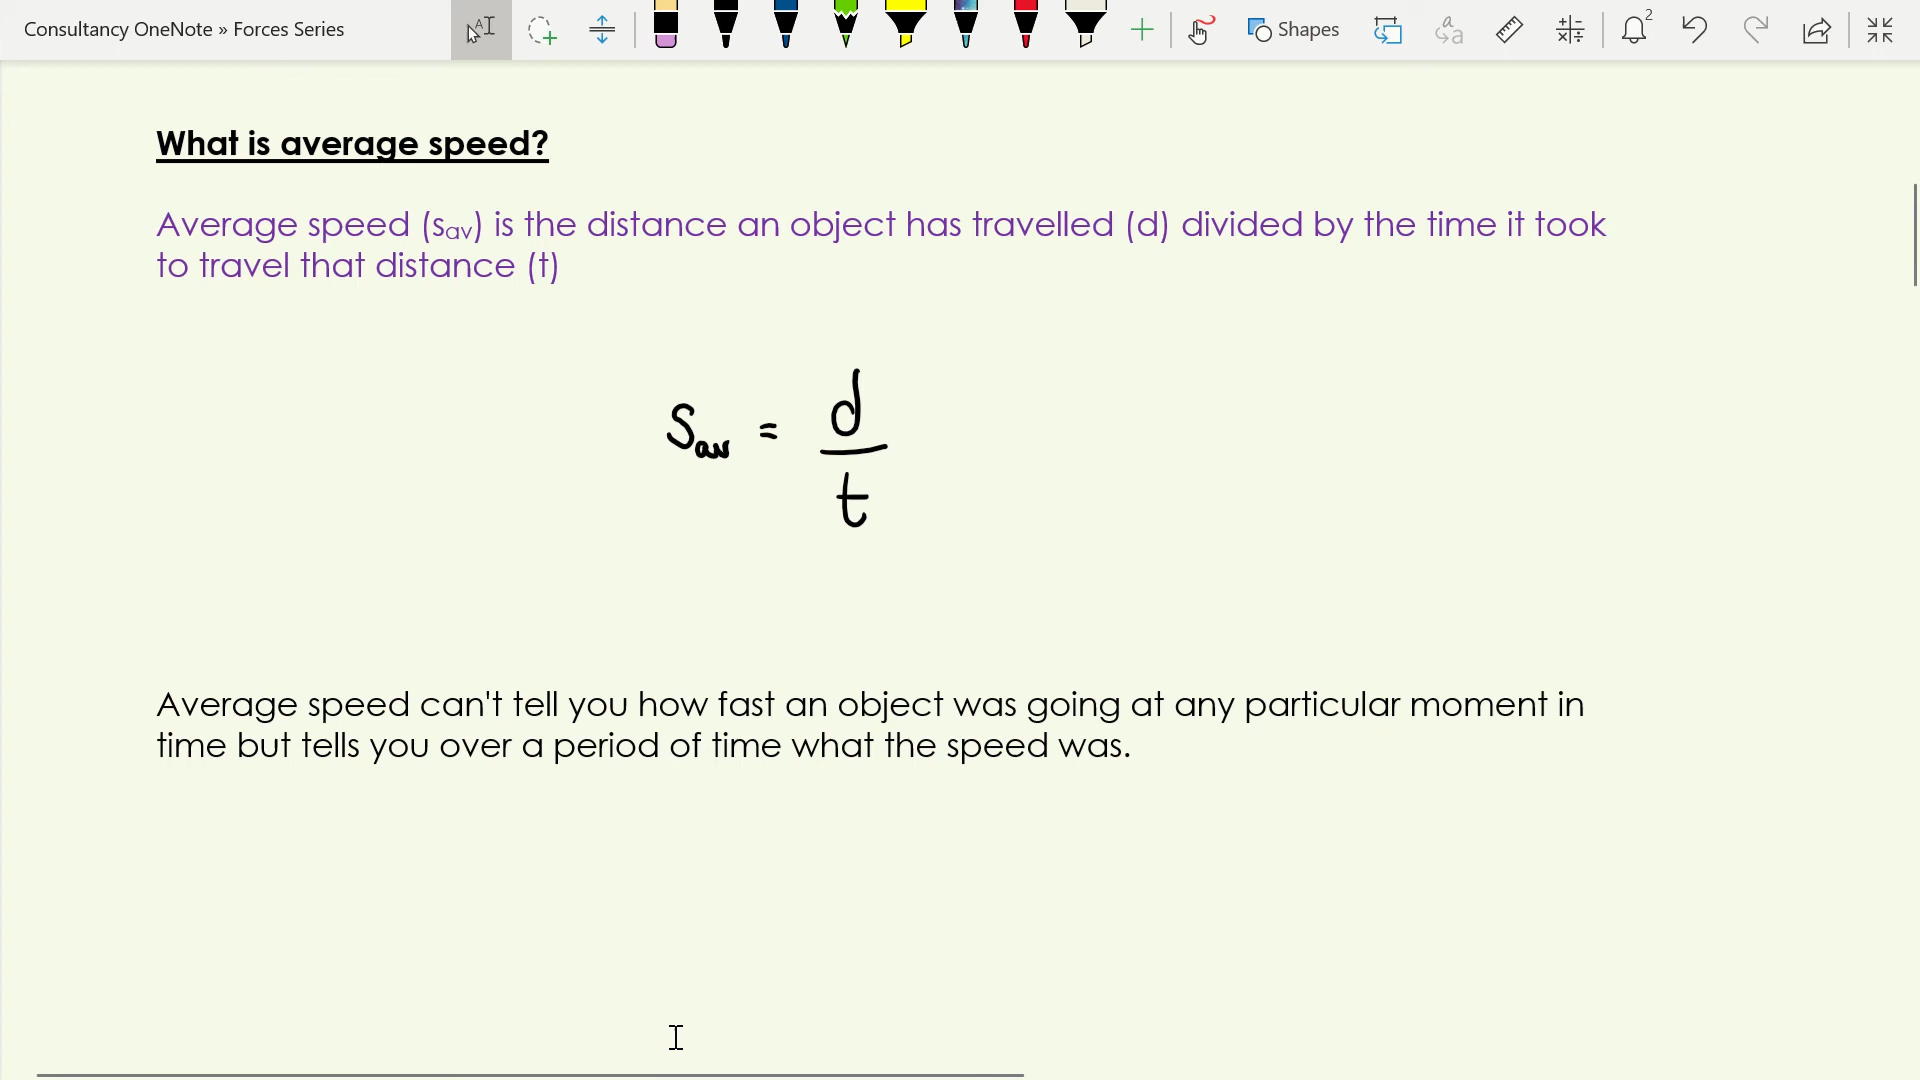 Consultancy OneNote » Forces Series
Shapes
2
What is average speed?
Average speed (sav) is the distance an object has travelled (d) divided by the time it took
to travel that distance (t)
Sav = d
t
Average speed can't tell you how fast an object was going at any particular moment in
time but tells you over a period of time what the speed was.